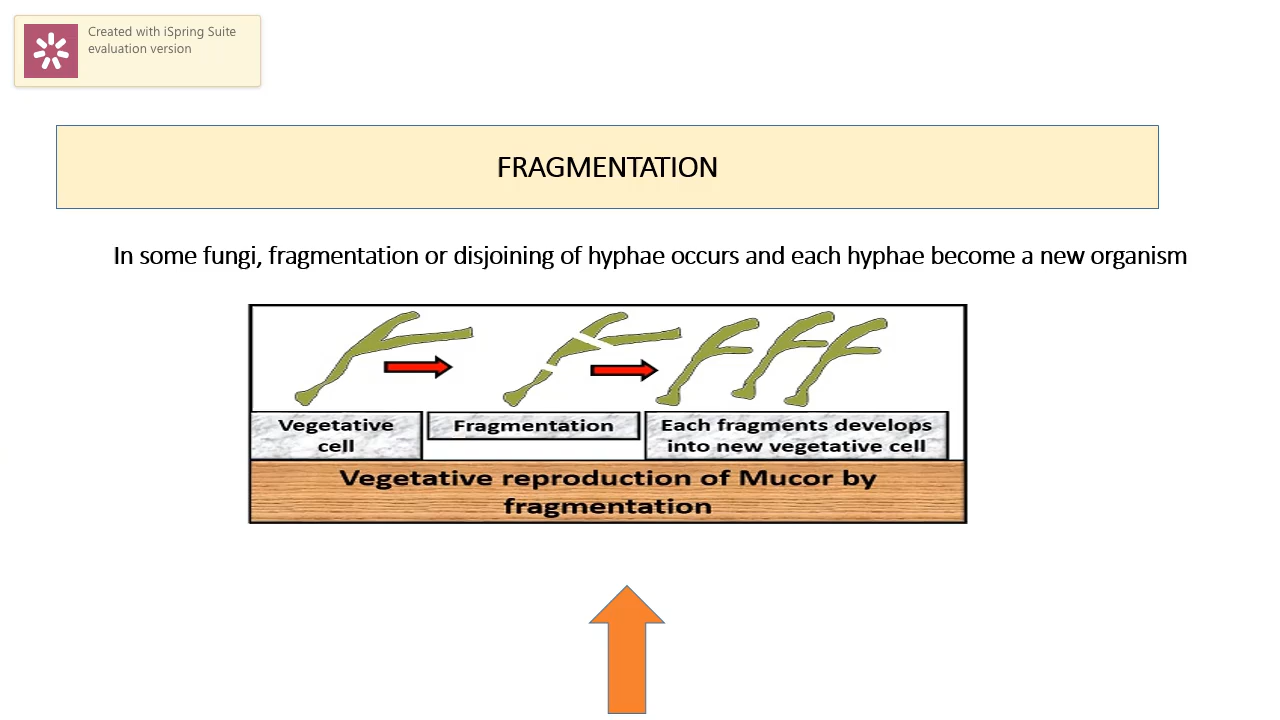 Created with iSpring Suite
evaluation version
FRAGMENTATION
In some fungi, fragmentation or disjoining of hyphae occurs and each hyphae become a new organism
Vegetative
cell
Fragmentation
Each fragments develops
into new vegetative cell
Vegetative reproduction of Mucor by
fragmentation